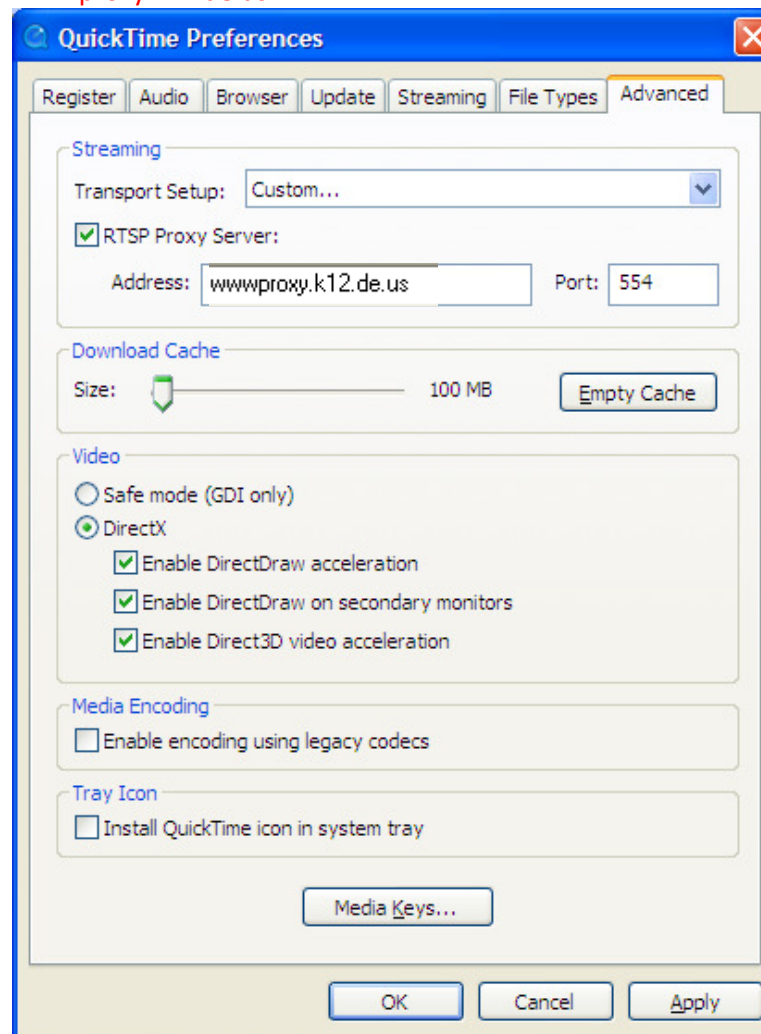 QuickTime Preferences
Register Audio Browser Update Streaming File Types Advanced
Streaming
Transport Setup: Custom...
RTSP Proxy Server:
Address: wwwproxy.k12.de.us Port: 554
Download Cache
Size: 100 MB Empty Cache
Video
Safe mode (GDI only)
DirectX
Enable DirectDraw acceleration
Enable DirectDraw on secondary monitors
Enable Direct3D video acceleration
Media Encoding
Enable encoding using legacy codecs
Tray Icon
Install QuickTime icon in system tray
Media Keys...
OK Cancel Apply